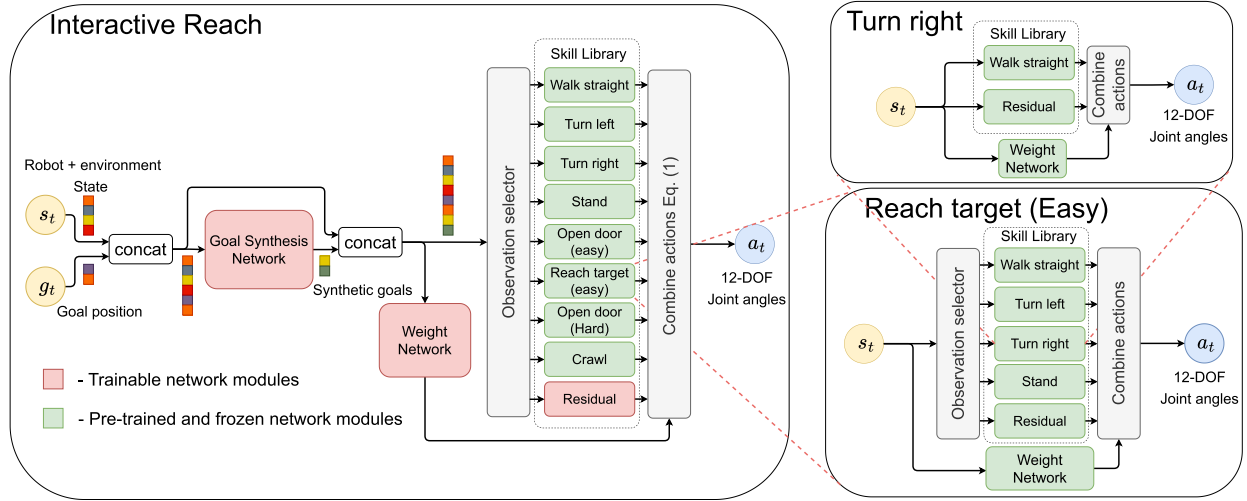 Interactive Reach
Robot + environment
State
s_t
g_t
Goal position
concat
Goal Synthesis
Network
Synthetic goals
concat
Weight
Network
Observation selector
Skill Library
Walk straight
Turn left
Turn right
Stand
Open door
(easy)
Reach target
(easy)
Open door
(Hard)
Crawl
Residual
Combine actions Eq. (1)
a_t
12-DOF
Joint angles
- Trainable network modules
- Pre-trained and frozen network modules
Turn right
Skill Library
s_t
Walk straight
Residual
Weight
Network
Combine
actions
a_t
12-DOF
Joint angles
Reach target (Easy)
s_t
Observation selector
Skill Library
Walk straight
Turn left
Turn right
Stand
Residual
Weight
Network
Combine actions
a_t
12-DOF
Joint angles